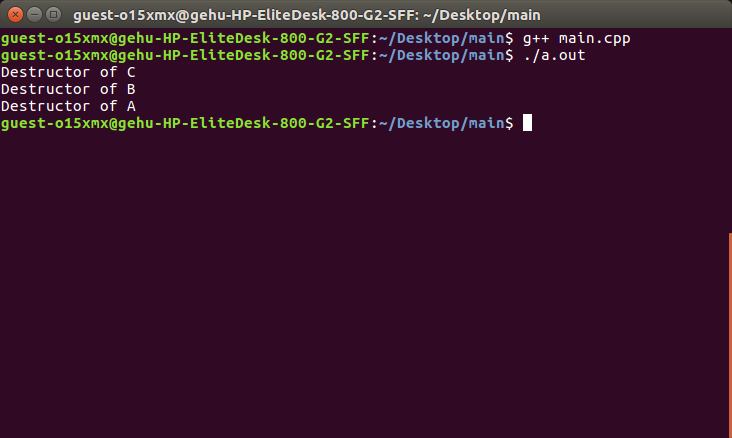 guest-o15xmx@gehu-HP-EliteDesk-800-G2-SFF: ~/Desktop/main
guest-o15xmx@gehu-HP-EliteDesk-800-G2-SFF:~/Desktop/main$ g++ main.cpp
guest-o15xmx@gehu-HP-EliteDesk-800-G2-SFF:~/Desktop/main$ ./a.out
Destructor of C
Destructor of B
Destructor of A
guest-o15xmx@gehu-HP-EliteDesk-800-G2-SFF:~/Desktop/main$